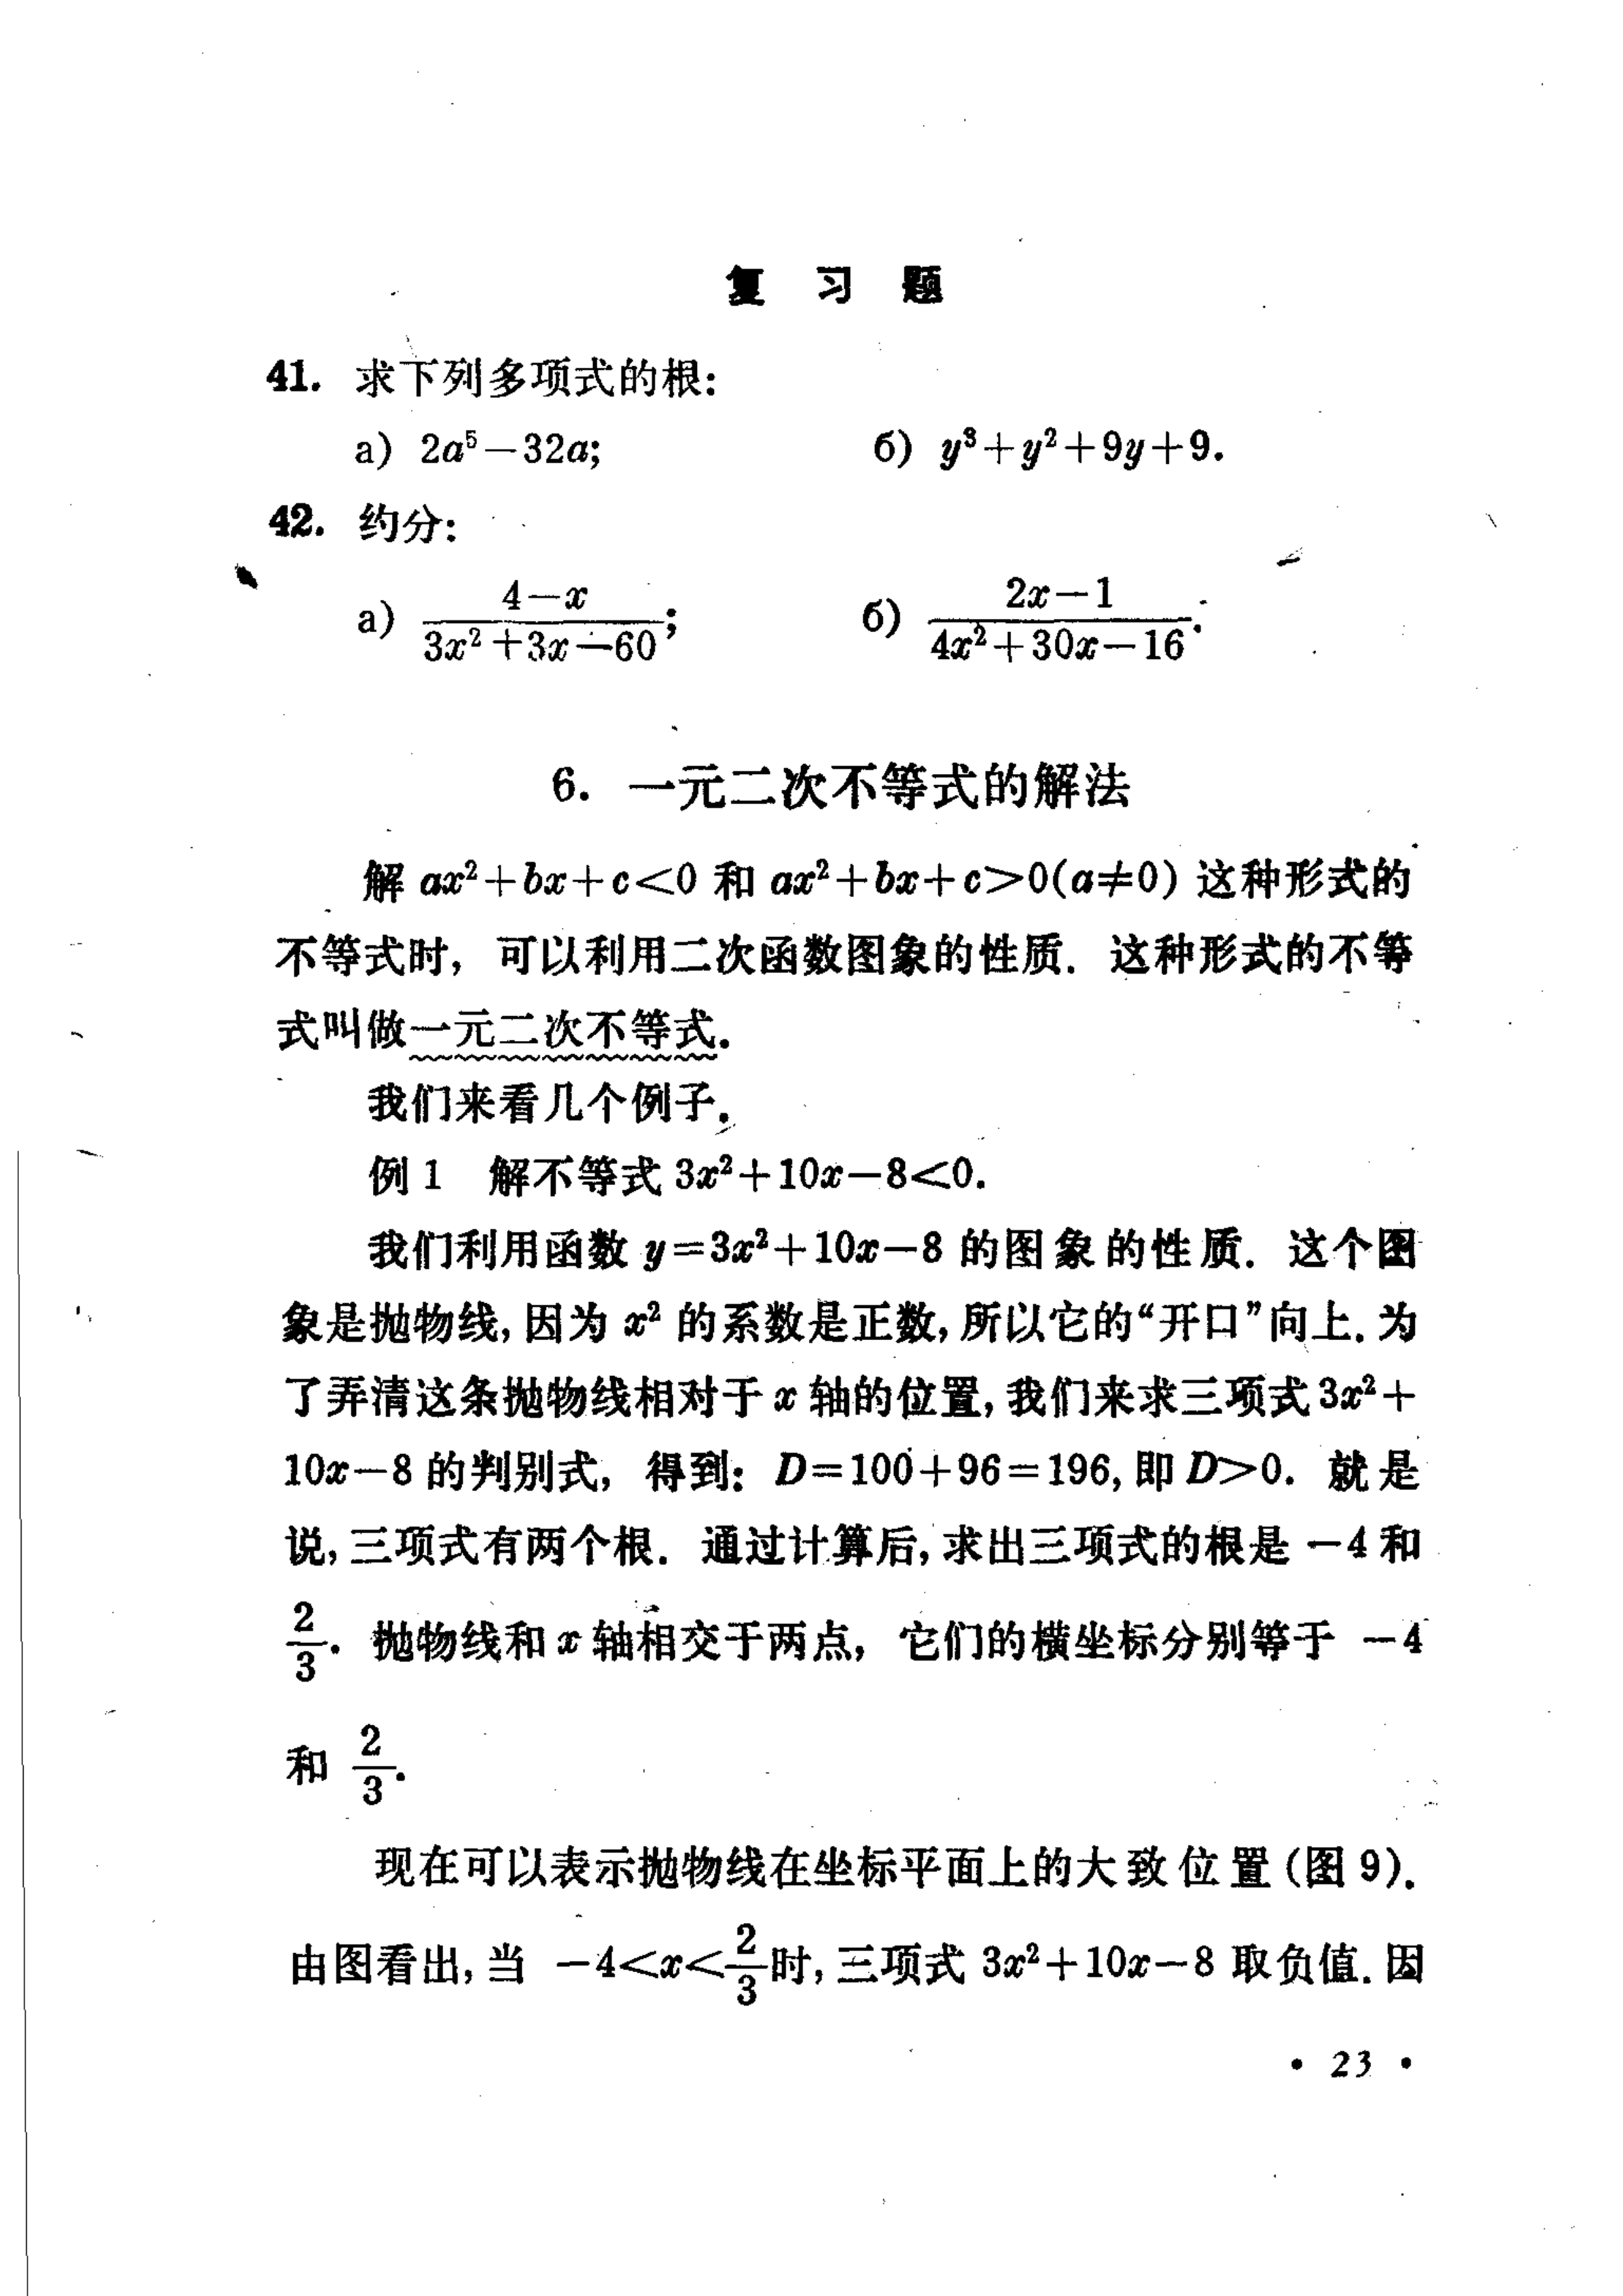 复习题
41. 求下列多项式的根:
а) 2a⁵－32a;  б) y³＋y²＋9y＋9.
42. 约分:
а) \frac{4－x}{3x²＋3x－60};  б) \frac{2x－1}{4x²＋30x－16}.
6. 一元二次不等式的解法
解 ax²＋bx＋c＜0 和 ax²＋bx＋c＞0(a≠0) 这种形式的
不等式时，可以利用二次函数图象的性质．这种形式的不等
式叫做一元二次不等式．
我们来看几个例子．
例 1 解不等式 3x²＋10x－8＜0.
我们利用函数 y＝3x²＋10x－8 的图象的性质．这个图
象是抛物线,因为 x² 的系数是正数,所以它的“开口”向上．为
了弄清这条抛物线相对于 x 轴的位置,我们来求三项式 3x²＋
10x－8 的判别式，得到: D＝100＋96＝196, 即 D＞0. 就是
说,三项式有两个根．通过计算后,求出三项式的根是 －4 和
\frac{2}{3}. 抛物线和 x 轴相交于两点，它们的横坐标分别等于 －4
和 \frac{2}{3}.
现在可以表示抛物线在坐标平面上的大致位置(图 9).
由图看出,当 －4＜x＜\frac{2}{3}时,三项式 3x²＋10x－8 取负值．因
• 23 •